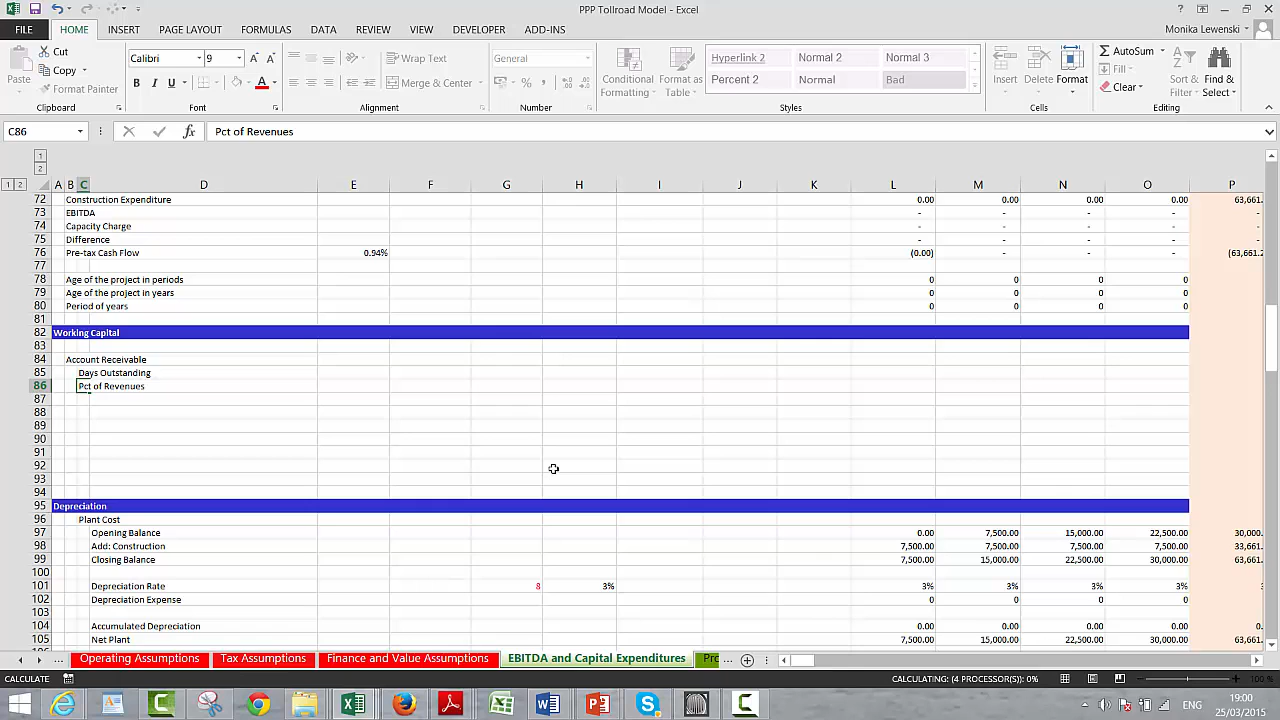 PPP Tollroad Model - Excel
FILE HOME INSERT PAGE LAYOUT FORMULAS DATA REVIEW VIEW DEVELOPER ADD-INS Monika Lewenski
Paste Cut Copy Format Painter Clipboard
Calibri 9 B I U A Font
Wrap Text Merge & Center Alignment
General % , Number
Conditional Formatting Format as Table Hyperlink 2 Normal 2 Normal 3 Percent 2 Normal Bad Styles
Insert Delete Format Cells
AutoSum Fill Clear Sort & Filter Find & Select Editing
C86 fx Pct of Revenues
1
2
1 2 A B C D E F G H I J K L M N O P
72 Construction Expenditure 0.00 0.00 0.00 0.00 63,661.
73 EBITDA - - - - -
74 Capacity Charge - - - - -
75 Difference - - - - -
76 Pre-tax Cash Flow 0.94% (0.00) - - - (63,661.2
77
78 Age of the project in periods 0 0 0 0
79 Age of the project in years 0 0 0 0
80 Period of years 0 0 0 0
81
82 Working Capital
83
84 Account Receivable
85 Days Outstanding
86 Pct of Revenues
87
88
89
90
91
92
93
94
95 Depreciation
96 Plant Cost
97 Opening Balance 0.00 7,500.00 15,000.00 22,500.00 30,000.
98 Add: Construction 7,500.00 7,500.00 7,500.00 7,500.00 33,661.
99 Closing Balance 7,500.00 15,000.00 22,500.00 30,000.00 63,661.
100
101 Depreciation Rate 8 3% 3% 3% 3% 3% 3
102 Depreciation Expense 0 0 0 0
103
104 Accumulated Depreciation 0.00 0.00 0.00 0.00 0.
105 Net Plant 7,500.00 15,000.00 22,500.00 30,000.00 63,661.
... Operating Assumptions Tax Assumptions Finance and Value Assumptions EBITDA and Capital Expenditures Prc ...
CALCULATE CALCULATING: (4 PROCESSOR(S)): 0% 100%
ENG 19:00
25/03/2015